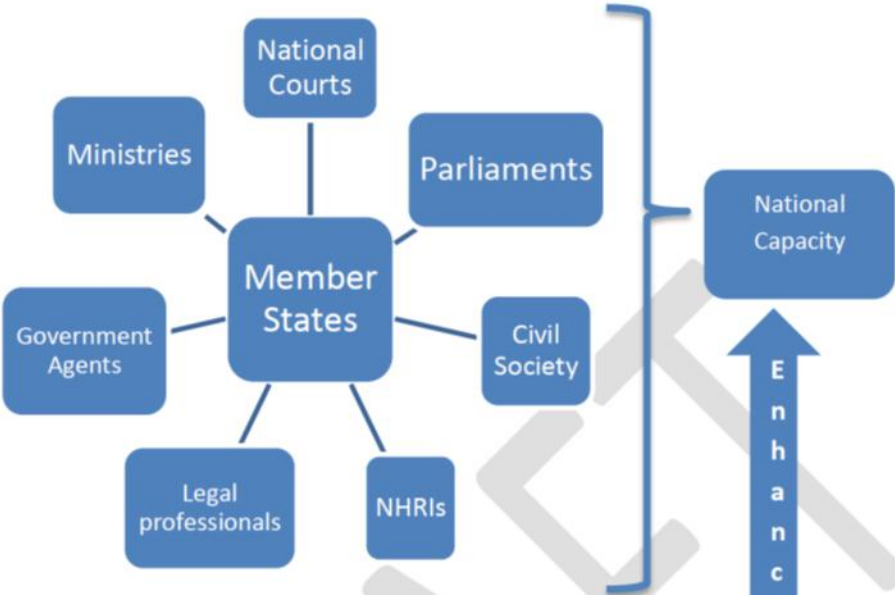 National
Courts
Ministries
Parliaments
National
Capacity
Member
States
Government
Agents
Civil
Society
Legal
professionals
NHRIs
E
n
h
a
n
c